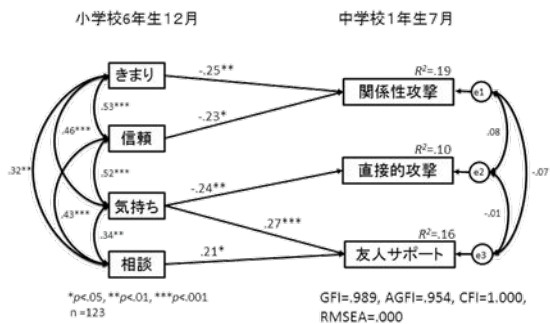 小学校6年生12月
中学校1年生7月
きまり
信頼
気持ち
相談
.53***
.46***
.32**
.52***
.43***
.34**
-.25**
-.23*
-.24**
.27***
.21*
R²=.19
関係性攻撃
e1
R²=.10
直接的攻撃
e2
R²=.16
友人サポート
e3
.08
-.07
-.01
*p<.05, **p<.01, ***p<.001
n =123
GFI=.989, AGFI=.954, CFI=1.000,
RMSEA=.000